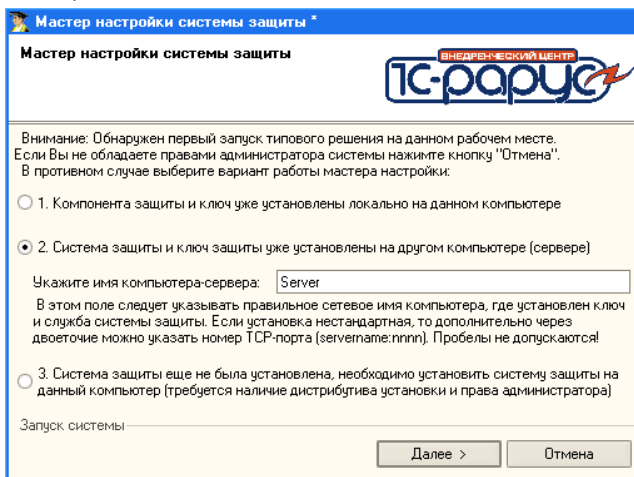 Мастер настройки системы защиты *
Мастер настройки системы защиты
ВНЕДРЕНЧЕСКИЙ ЦЕНТР
1С-рарус
Внимание: Обнаружен первый запуск типового решения на данном рабочем месте.
Если Вы не обладаете правами администратора системы нажмите кнопку "Отмена".
В противном случае выберите вариант работы мастера настройки:
1. Компонента защиты и ключ уже установлены локально на данном компьютере
2. Система защиты и ключ защиты уже установлены на другом компьютере (сервере)
Укажите имя компьютера-сервера: Server
В этом поле следует указывать правильное сетевое имя компьютера, где установлен ключ
и служба системы защиты. Если установка нестандартная, то дополнительно через
двоеточие можно указать номер TCP-порта (servername:nnnn). Пробелы не допускаются!
3. Система защиты еще не была установлена, необходимо установить систему защиты на
данный компьютер (требуется наличие дистрибутива установки и права администратора)
Запуск системы
Далее > Отмена